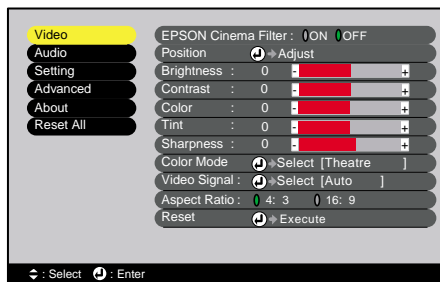 Video
Audio
Setting
Advanced
About
Reset All
EPSON Cinema Filter : ON OFF
Position Adjust
Brightness : 0 - +
Contrast : 0 - +
Color : 0 - +
Tint : 0 - +
Sharpness : 0 - +
Color Mode Select [Theatre ]
Video Signal : Select [Auto ]
Aspect Ratio : 4: 3 16: 9
Reset Execute
: Select : Enter